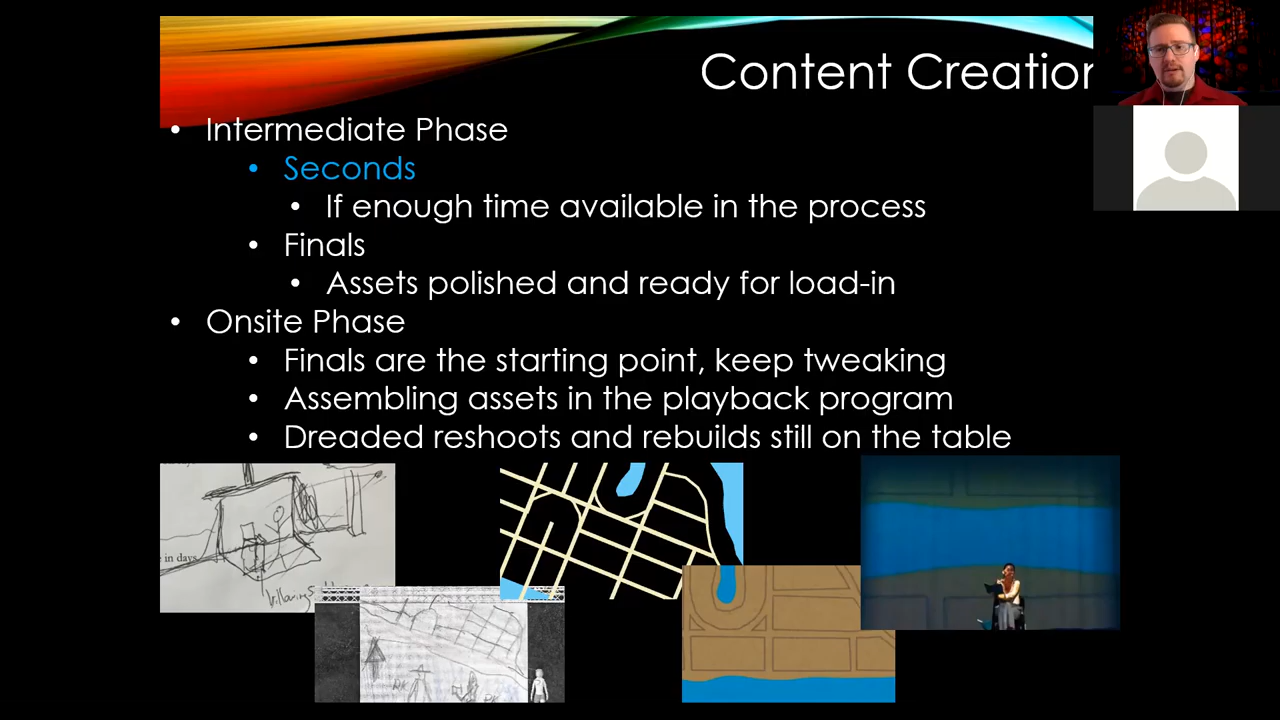 Content Creation
• Intermediate Phase
• Seconds
• If enough time available in the process
• Finals
• Assets polished and ready for load-in
• Onsite Phase
• Finals are the starting point, keep tweaking
• Assembling assets in the playback program
• Dreaded reshoots and rebuilds still on the table
in days